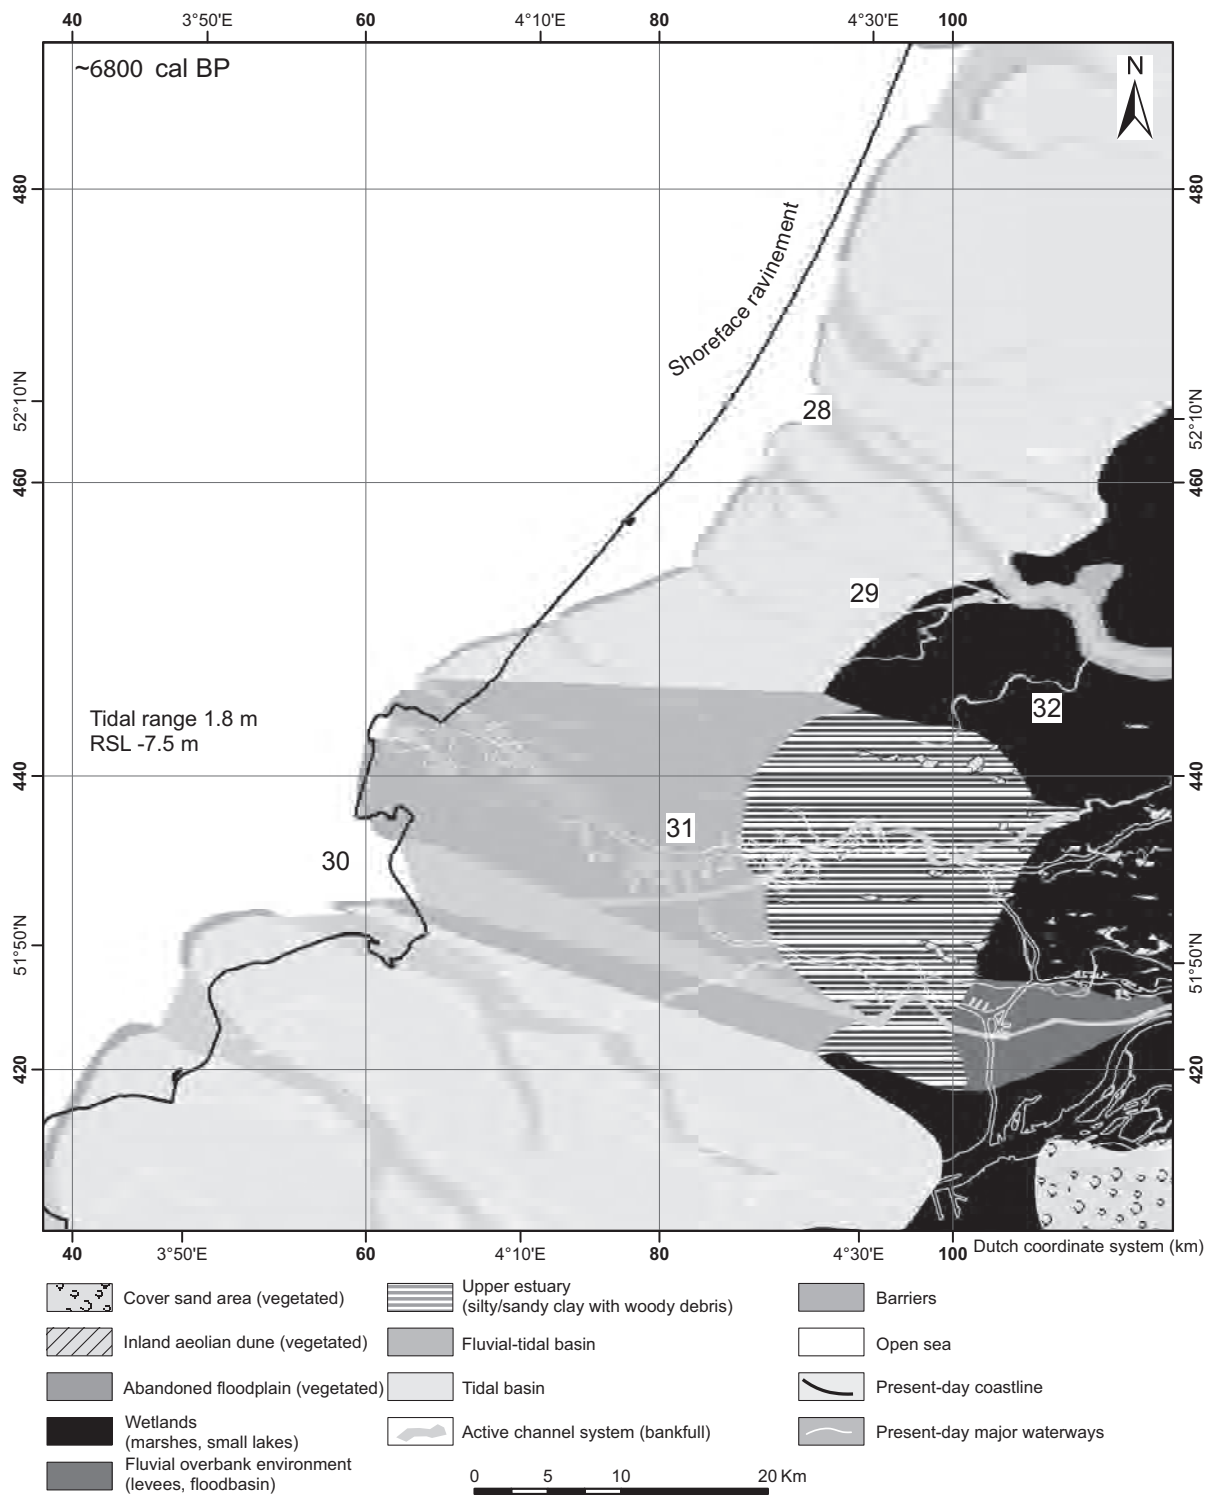 40 3°50'E 60 4°10'E 80 4°30'E 100
~6800 cal BP
N
480 480
Shoreface ravinement
52°10'N 52°10'N
28
460 460
29
32
Tidal range 1.8 m
RSL -7.5 m
440 440
31
30
51°50'N 51°50'N
420 420
40 3°50'E 60 4°10'E 80 4°30'E 100 Dutch coordinate system (km)
Cover sand area (vegetated)
Inland aeolian dune (vegetated)
Abandoned floodplain (vegetated)
Wetlands
(marshes, small lakes)
Fluvial overbank environment
(levees, floodbasin)
Upper estuary
(silty/sandy clay with woody debris)
Fluvial-tidal basin
Tidal basin
Active channel system (bankfull)
Barriers
Open sea
Present-day coastline
Present-day major waterways
0 5 10 20 Km